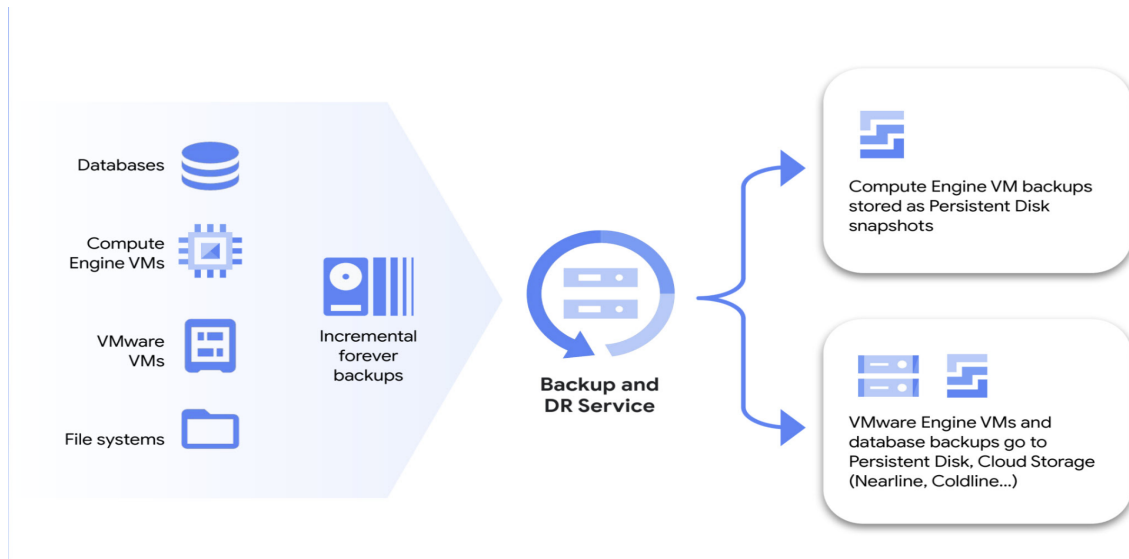 Databases
Compute
Engine VMs
VMware
VMs
File systems
Incremental
forever
backups
Backup and
DR Service
Compute Engine VM backups
stored as Persistent Disk
snapshots
VMware Engine VMs and
database backups go to
Persistent Disk, Cloud Storage
(Nearline, Coldline...)